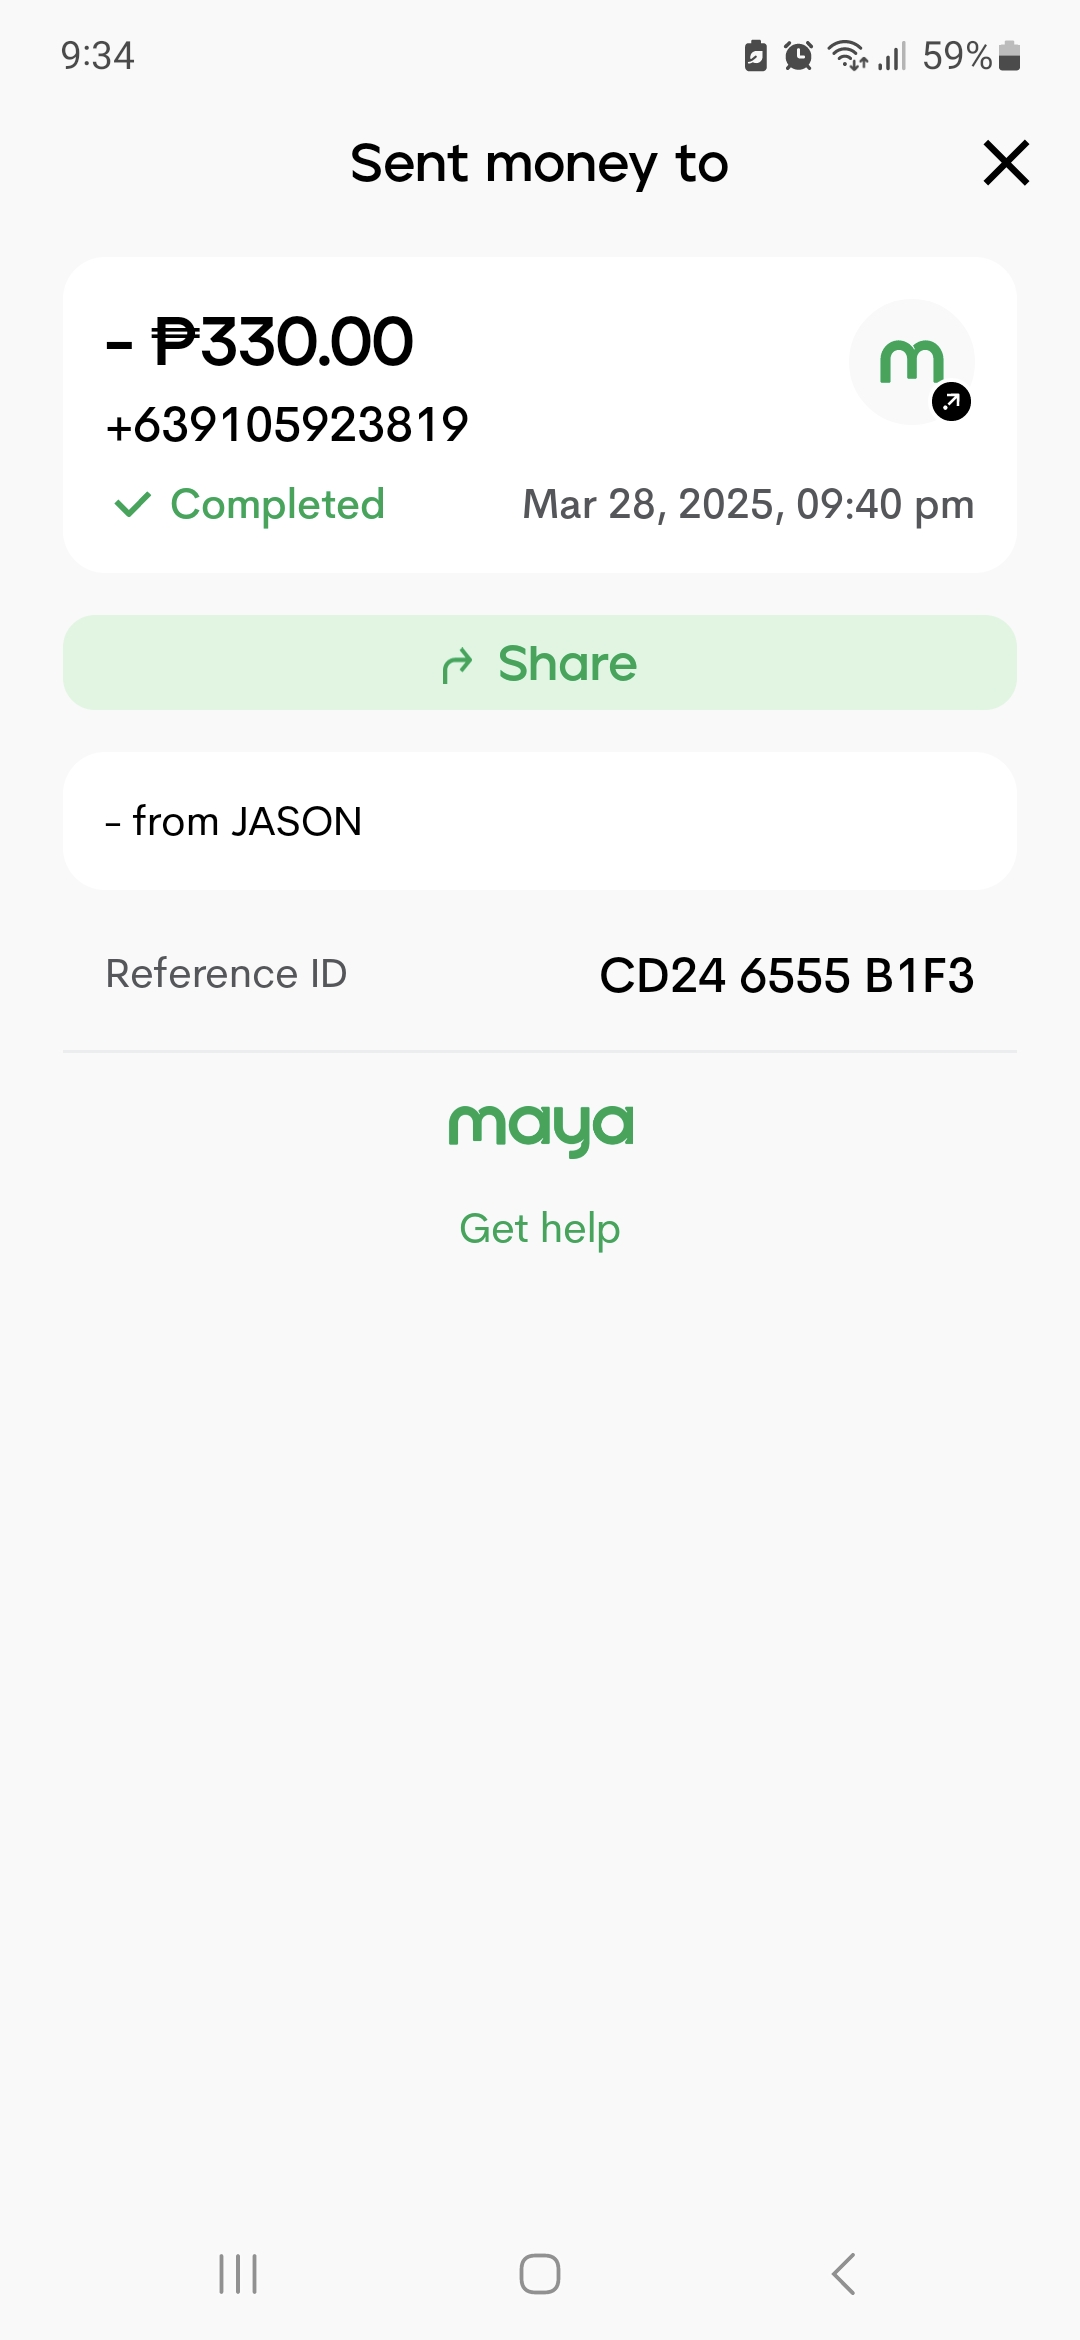 9:34
59%
Sent money to
- ₱330.00
+639105923819
Completed
Mar 28, 2025, 09:40 pm
Share
- from JASON
Reference ID
CD24 6555 B1F3
maya
Get help